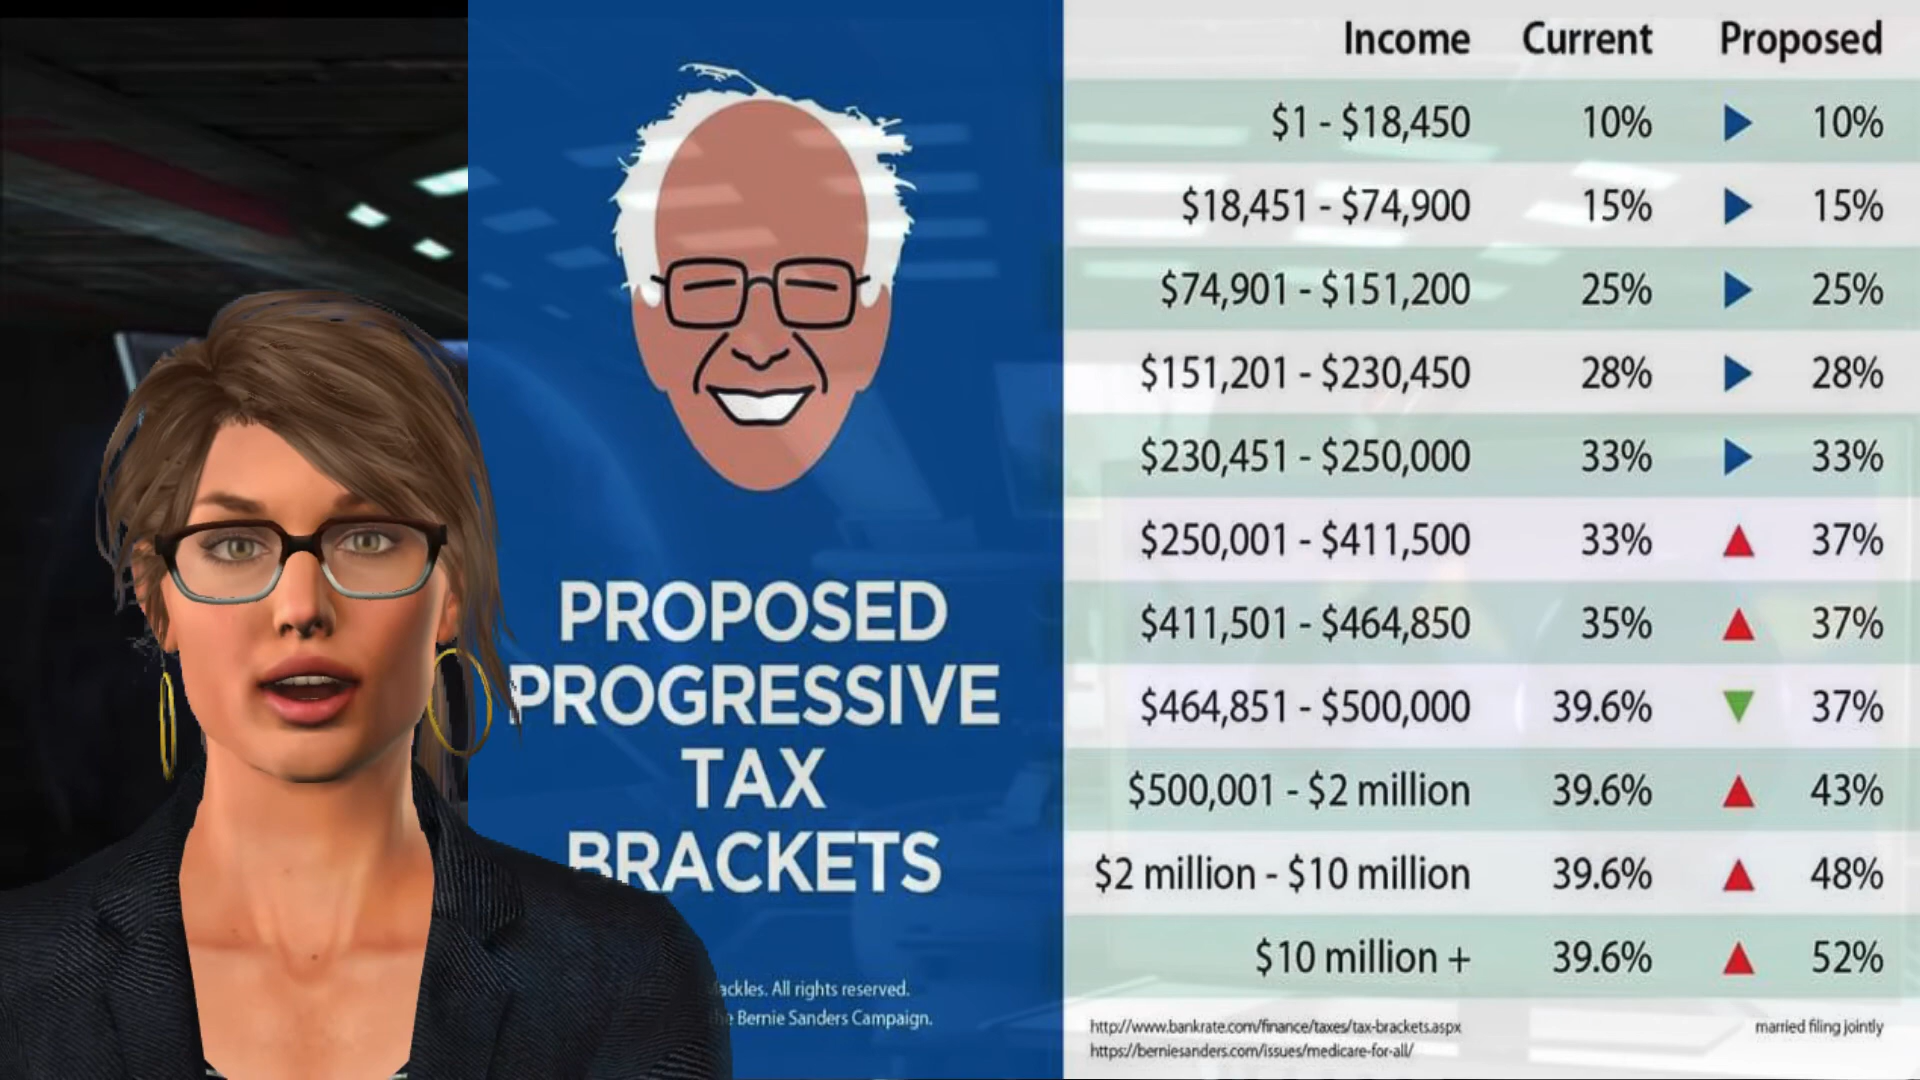 PROPOSED
PROGRESSIVE
TAX
BRACKETS
All rights reserved.
Bernie Sanders Campaign.
Income Current Proposed
$1 - $18,450 10% 10%
$18,451 - $74,900 15% 15%
$74,901 - $151,200 25% 25%
$151,201 - $230,450 28% 28%
$230,451 - $250,000 33% 33%
$250,001 - $411,500 33% 37%
$411,501 - $464,850 35% 37%
$464,851 - $500,000 39.6% 37%
$500,001 - $2 million 39.6% 43%
$2 million - $10 million 39.6% 48%
$10 million + 39.6% 52%
http://www.bankrate.com/finance/taxes/tax-brackets.aspx married filing jointly
https://berniesanders.com/issues/medicare-for-all/